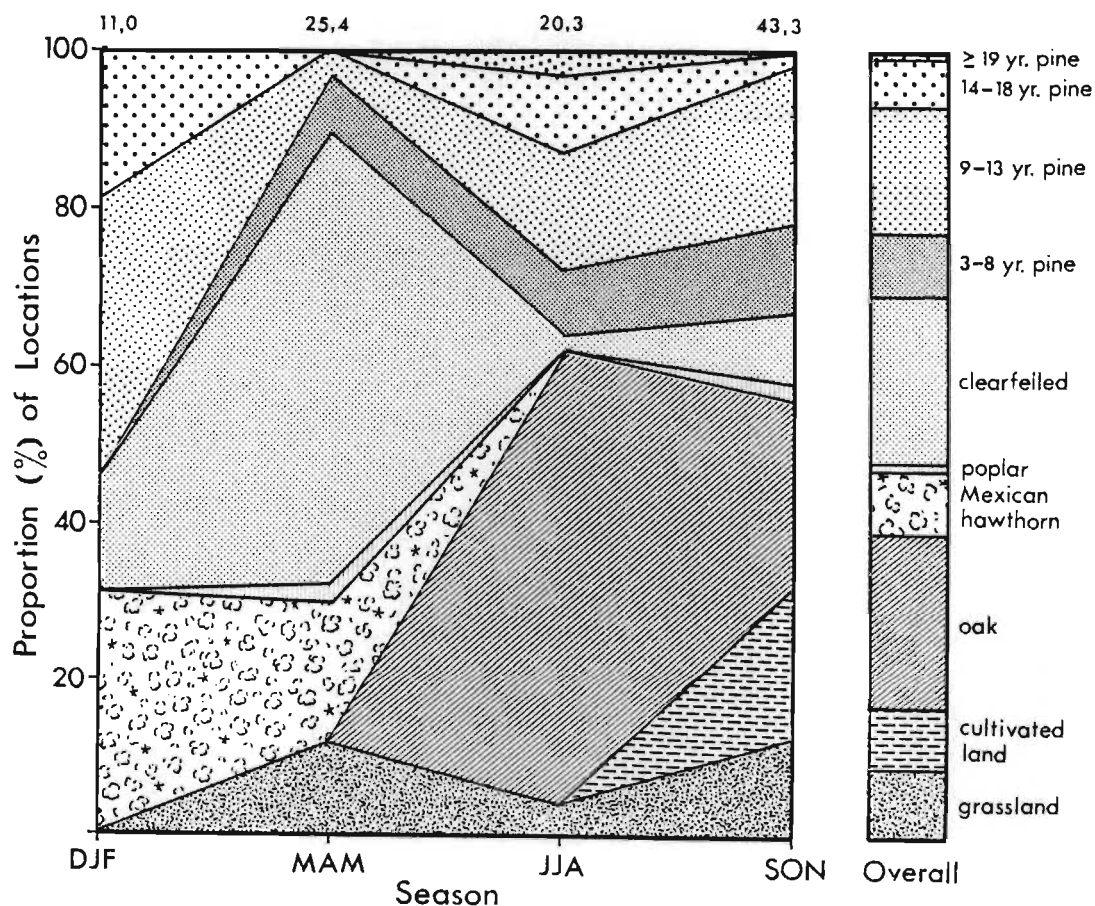 11,0 25,4 20,3 43,3
100
80
60
40
20
Proportion (%) of Locations
DJF MAM JJA SON
Season
≥ 19 yr. pine
14–18 yr. pine
9–13 yr. pine
3–8 yr. pine
clearfelled
poplar
Mexican
hawthorn
oak
cultivated
land
grassland
Overall